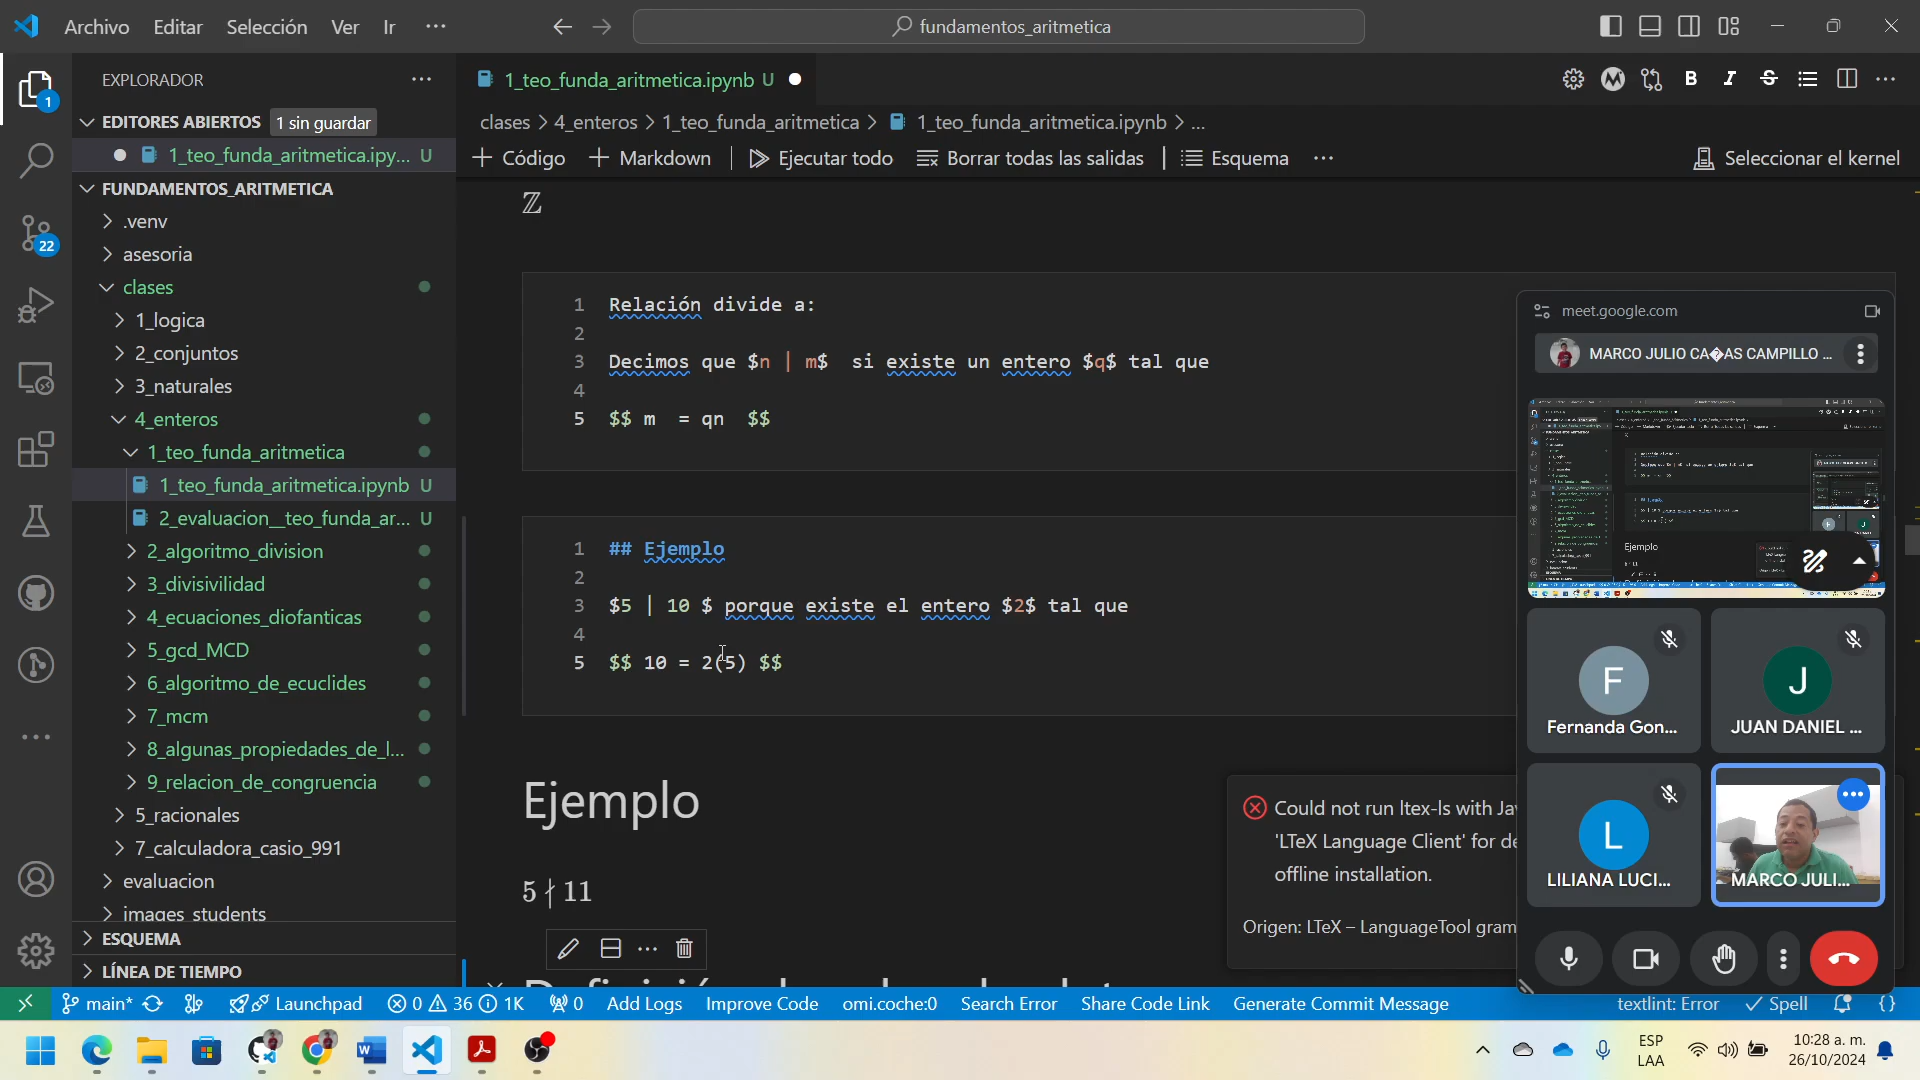 Archivo Editar Selección Ver Ir ···
fundamentos_aritmetica
EXPLORADOR
EDITORES ABIERTOS 1 sin guardar
1_teo_funda_aritmetica.ipy... U
FUNDAMENTOS_ARITMETICA
.venv
asesoria
clases
1_logica
2_conjuntos
3_naturales
4_enteros
1_teo_funda_aritmetica
1_teo_funda_aritmetica.ipynb U
2_evaluacion__teo_funda_ar... U
2_algoritmo_division
3_divisivilidad
4_ecuaciones_diofanticas
5_gcd_MCD
6_algoritmo_de_ecuclides
7_mcm
8_algunas_propiedades_de_l...
9_relacion_de_congruencia
5_racionales
7_calculadora_casio_991
evaluacion
images_students
ESQUEMA
LÍNEA DE TIEMPO
1
22
1_teo_funda_aritmetica.ipynb U
clases > 4_enteros > 1_teo_funda_aritmetica > 1_teo_funda_aritmetica.ipynb > ...
Código Markdown Ejecutar todo Borrar todas las salidas Esquema ··· Seleccionar el kernel
ℤ
1 Relación divide a:
2
3 Decimos que $n | m$ si existe un entero $q$ tal que
4
5 $$ m = qn $$
1 ## Ejemplo
2
3 $5 | 10 $ porque existe el entero $2$ tal que
4
5 $$ 10 = 2(5) $$
Ejemplo
5 ∤ 11
Could not run ltex-ls with Jav
'LTeX Language Client' for de
offline installation.
Origen: LTeX – LanguageTool gram
meet.google.com
MARCO JULIO CA�AS CAMPILLO ...
F
Fernanda Gon...
J
JUAN DANIEL ...
L
LILIANA LUCI...
MARCO JULI...
main* Launchpad 0 36 1K 0 Add Logs Improve Code omi.coche:0 Search Error Share Code Link Generate Commit Message textlint: Error Spell {}
ESP
LAA
10:28 a. m.
26/10/2024